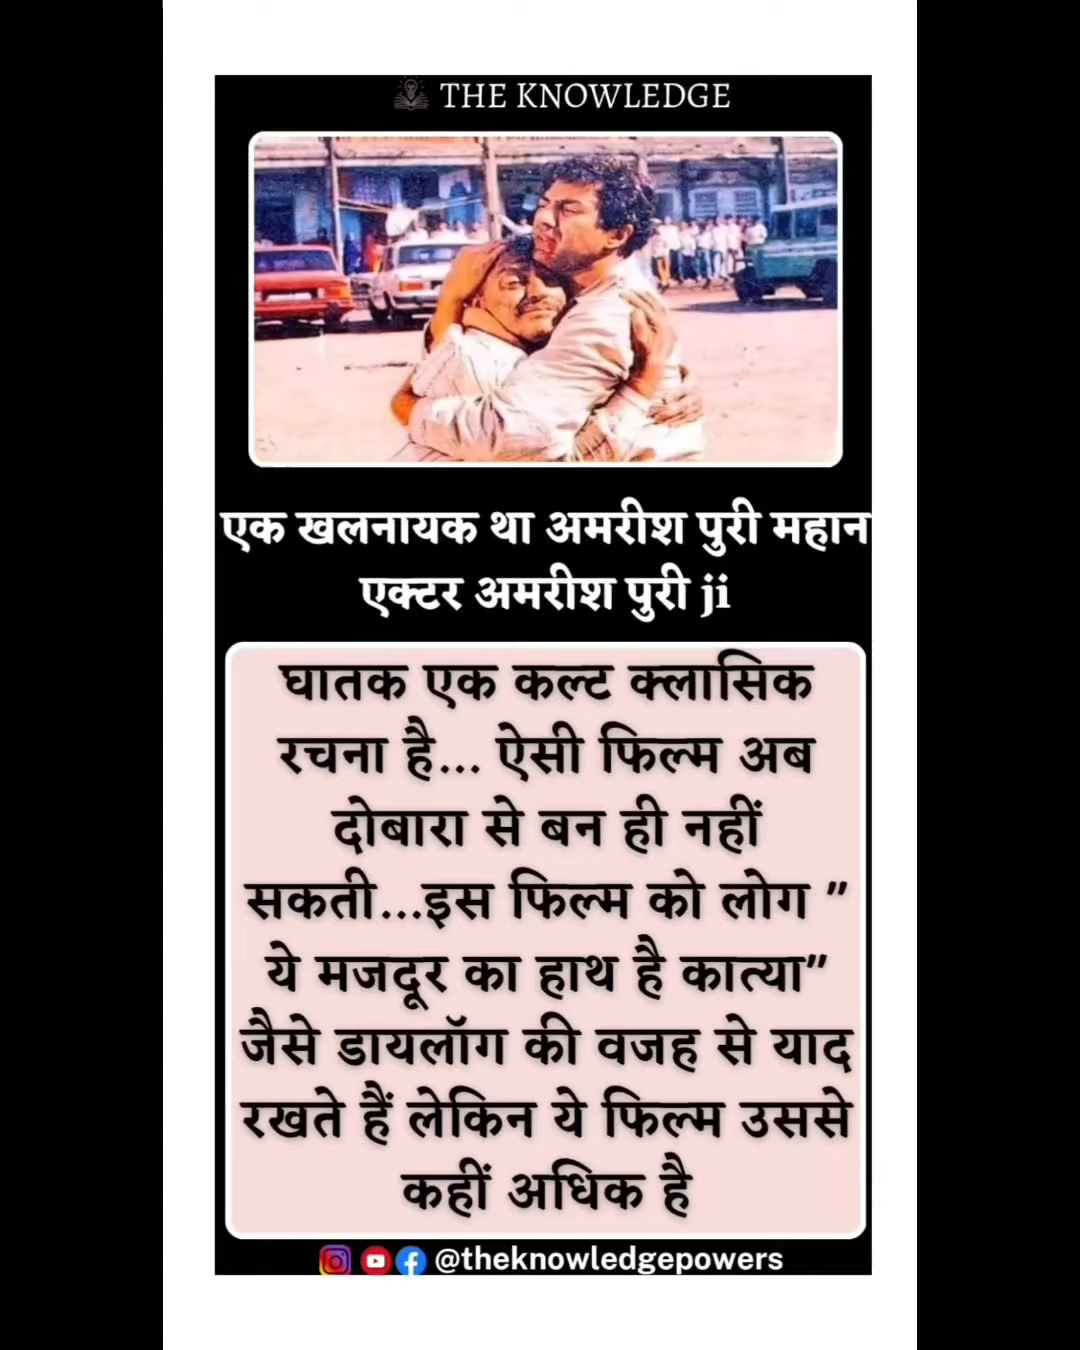 THE KNOWLEDGE
एक खलनायक था अमरीश पुरी महान
एक्टर अमरीश पुरी ji
घातक एक कल्ट क्लासिक
रचना है... ऐसी फिल्म अब
दोबारा से बन ही नहीं
सकती...इस फिल्म को लोग ”
ये मजदूर का हाथ है कात्या”
जैसे डायलॉग की वजह से याद
रखते हैं लेकिन ये फिल्म उससे
कहीं अधिक है
@theknowledgepowers